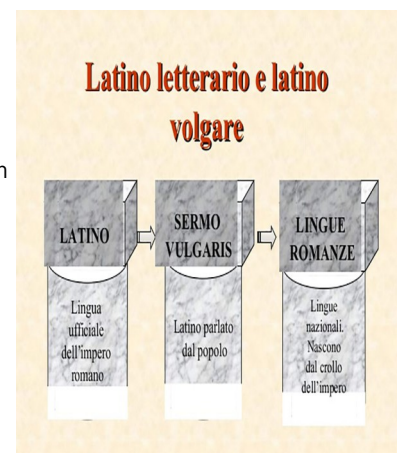 Latino letterario e latino
volgare
n
LATINO
SERMO
VULGARIS
LINGUE
ROMANZE
Lingua
ufficiale
dell'impero
romano
Latino parlato
dal popolo
Lingue
nazionali.
Nascono
dal crollo
dell'impero